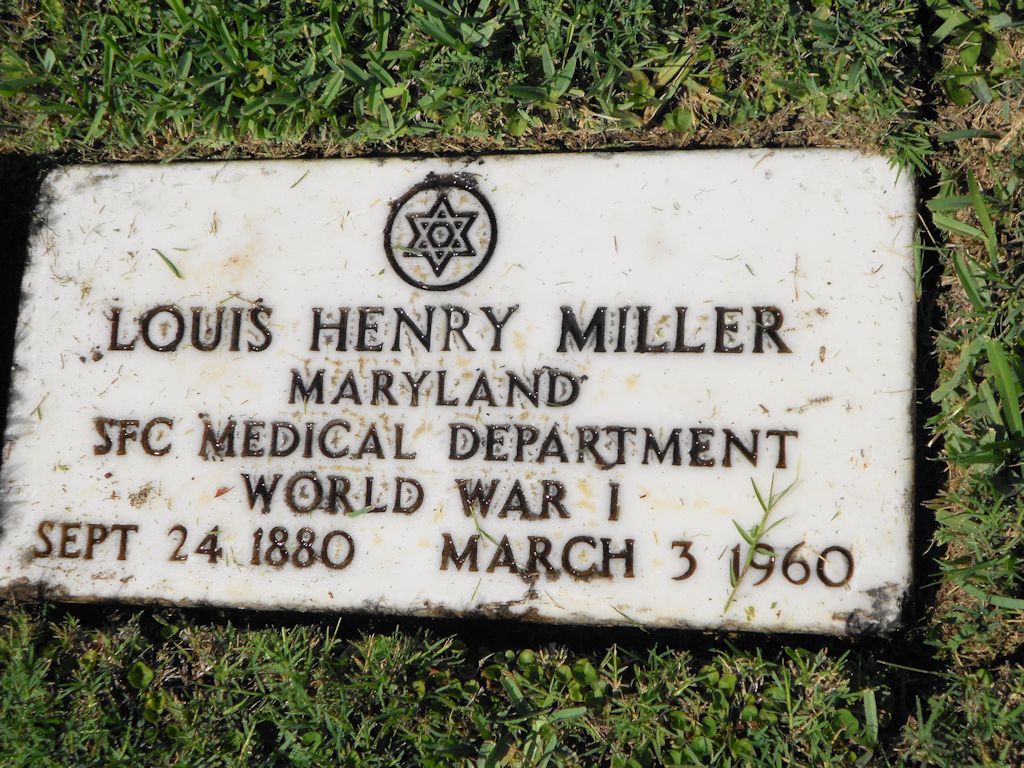 LOUIS HENRY MILLER
MARYLAND
SFC MEDICAL DEPARTMENT
WORLD WAR I
SEPT 24 1880 MARCH 3 1960